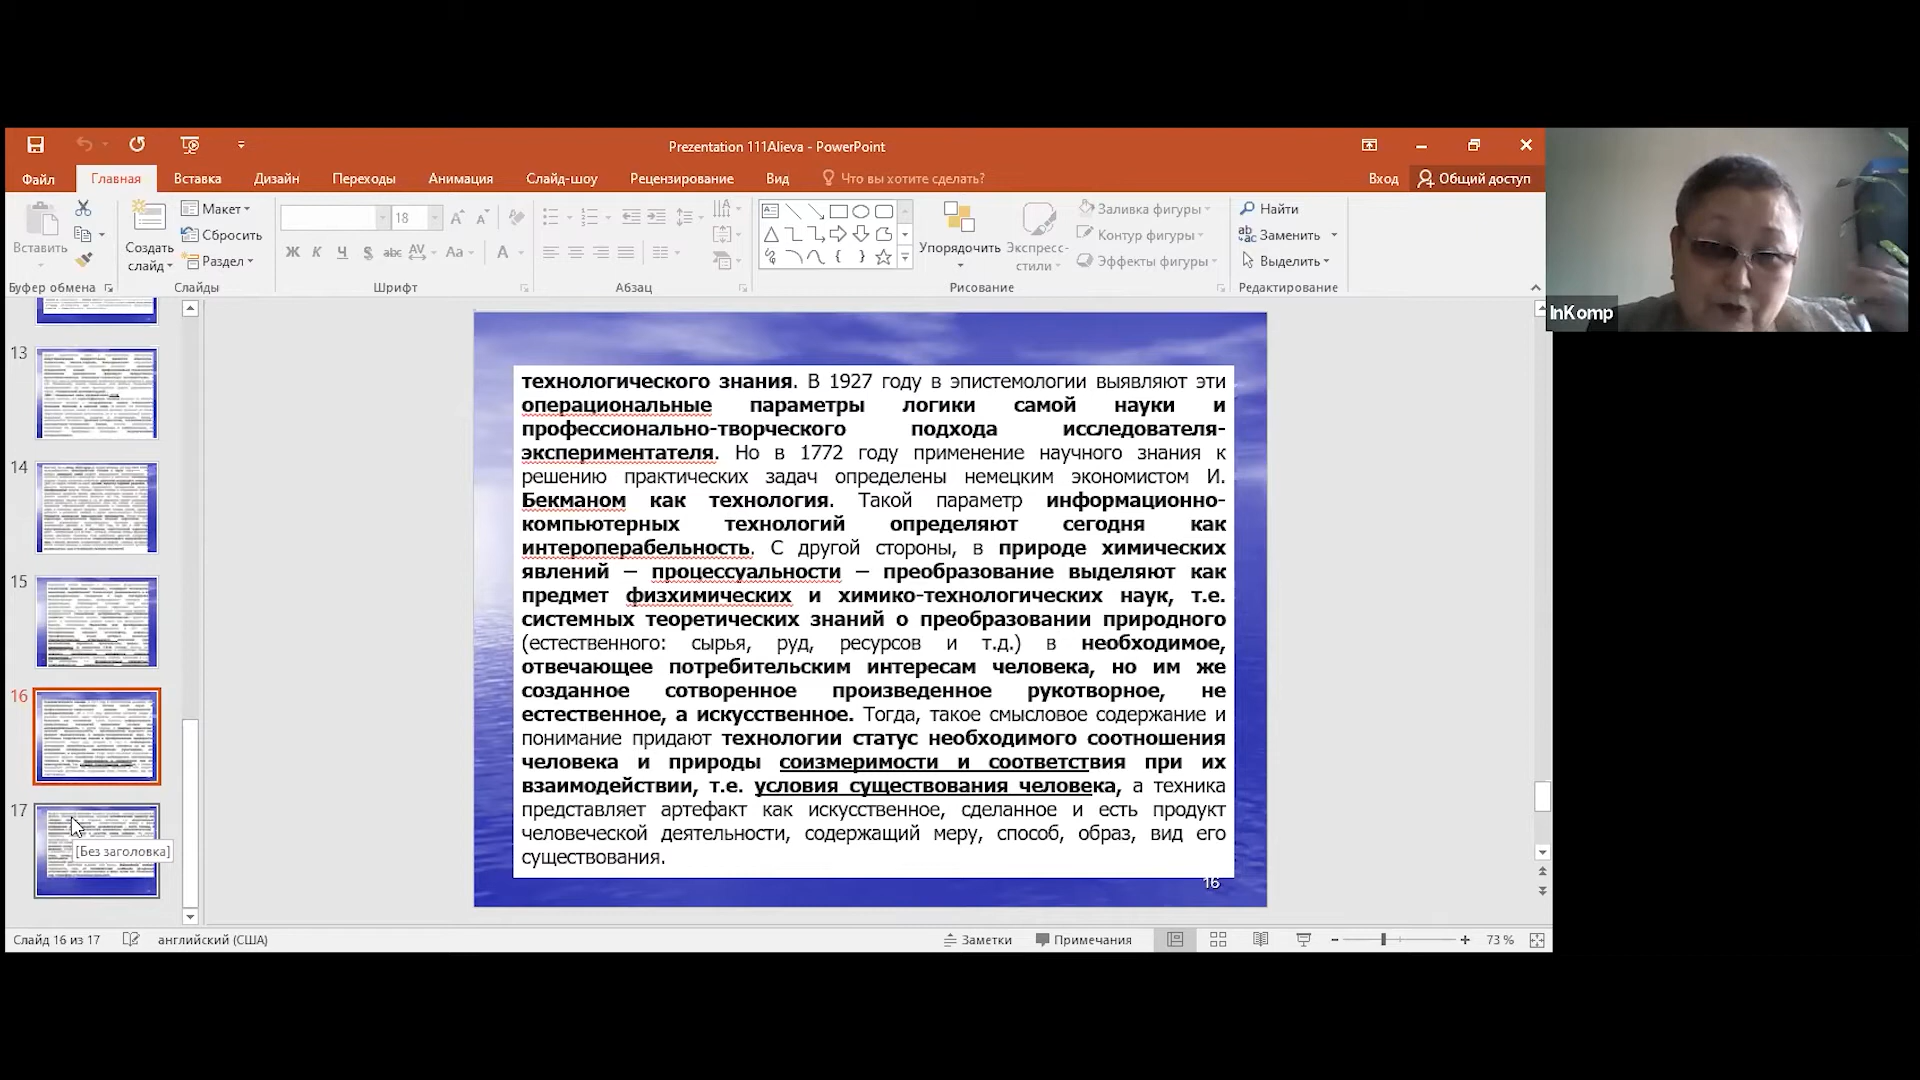 Prezentation 111Alieva - PowerPoint
Файл
Главная
Вставка
Дизайн
Переходы
Анимация
Слайд-шоу
Рецензирование
Вид
Что вы хотите сделать?
Вход
Общий доступ
Вставить
Буфер обмена
Создать
слайд
Макет
Сбросить
Раздел
Слайды
18
Ж К Ч S abc AV Aa A
Шрифт
Абзац
Упорядочить
Экспресс-
стили
Заливка фигуры
Контур фигуры
Эффекты фигуры
Рисование
Найти
Заменить
Выделить
Редактирование
InKomp
13
14
15
16
17
[Без заголовка]
технологического знания. В 1927 году в эпистемологии выявляют эти
операциональные параметры логики самой науки и
профессионально-творческого подхода исследователя-
экспериментателя. Но в 1772 году применение научного знания к
решению практических задач определены немецким экономистом И.
Бекманом как технология. Такой параметр информационно-
компьютерных технологий определяют сегодня как
интероперабельность. С другой стороны, в природе химических
явлений – процессуальности – преобразование выделяют как
предмет физхимических и химико-технологических наук, т.е.
системных теоретических знаний о преобразовании природного
(естественного: сырья, руд, ресурсов и т.д.) в необходимое,
отвечающее потребительским интересам человека, но им же
созданное сотворенное произведенное рукотворное, не
естественное, а искусственное. Тогда, такое смысловое содержание и
понимание придают технологии статус необходимого соотношения
человека и природы соизмеримости и соответствия при их
взаимодействии, т.е. условия существования человека, а техника
представляет артефакт как искусственное, сделанное и есть продукт
человеческой деятельности, содержащий меру, способ, образ, вид его
существования.
16
Слайд 16 из 17
английский (США)
Заметки
Примечания
73 %